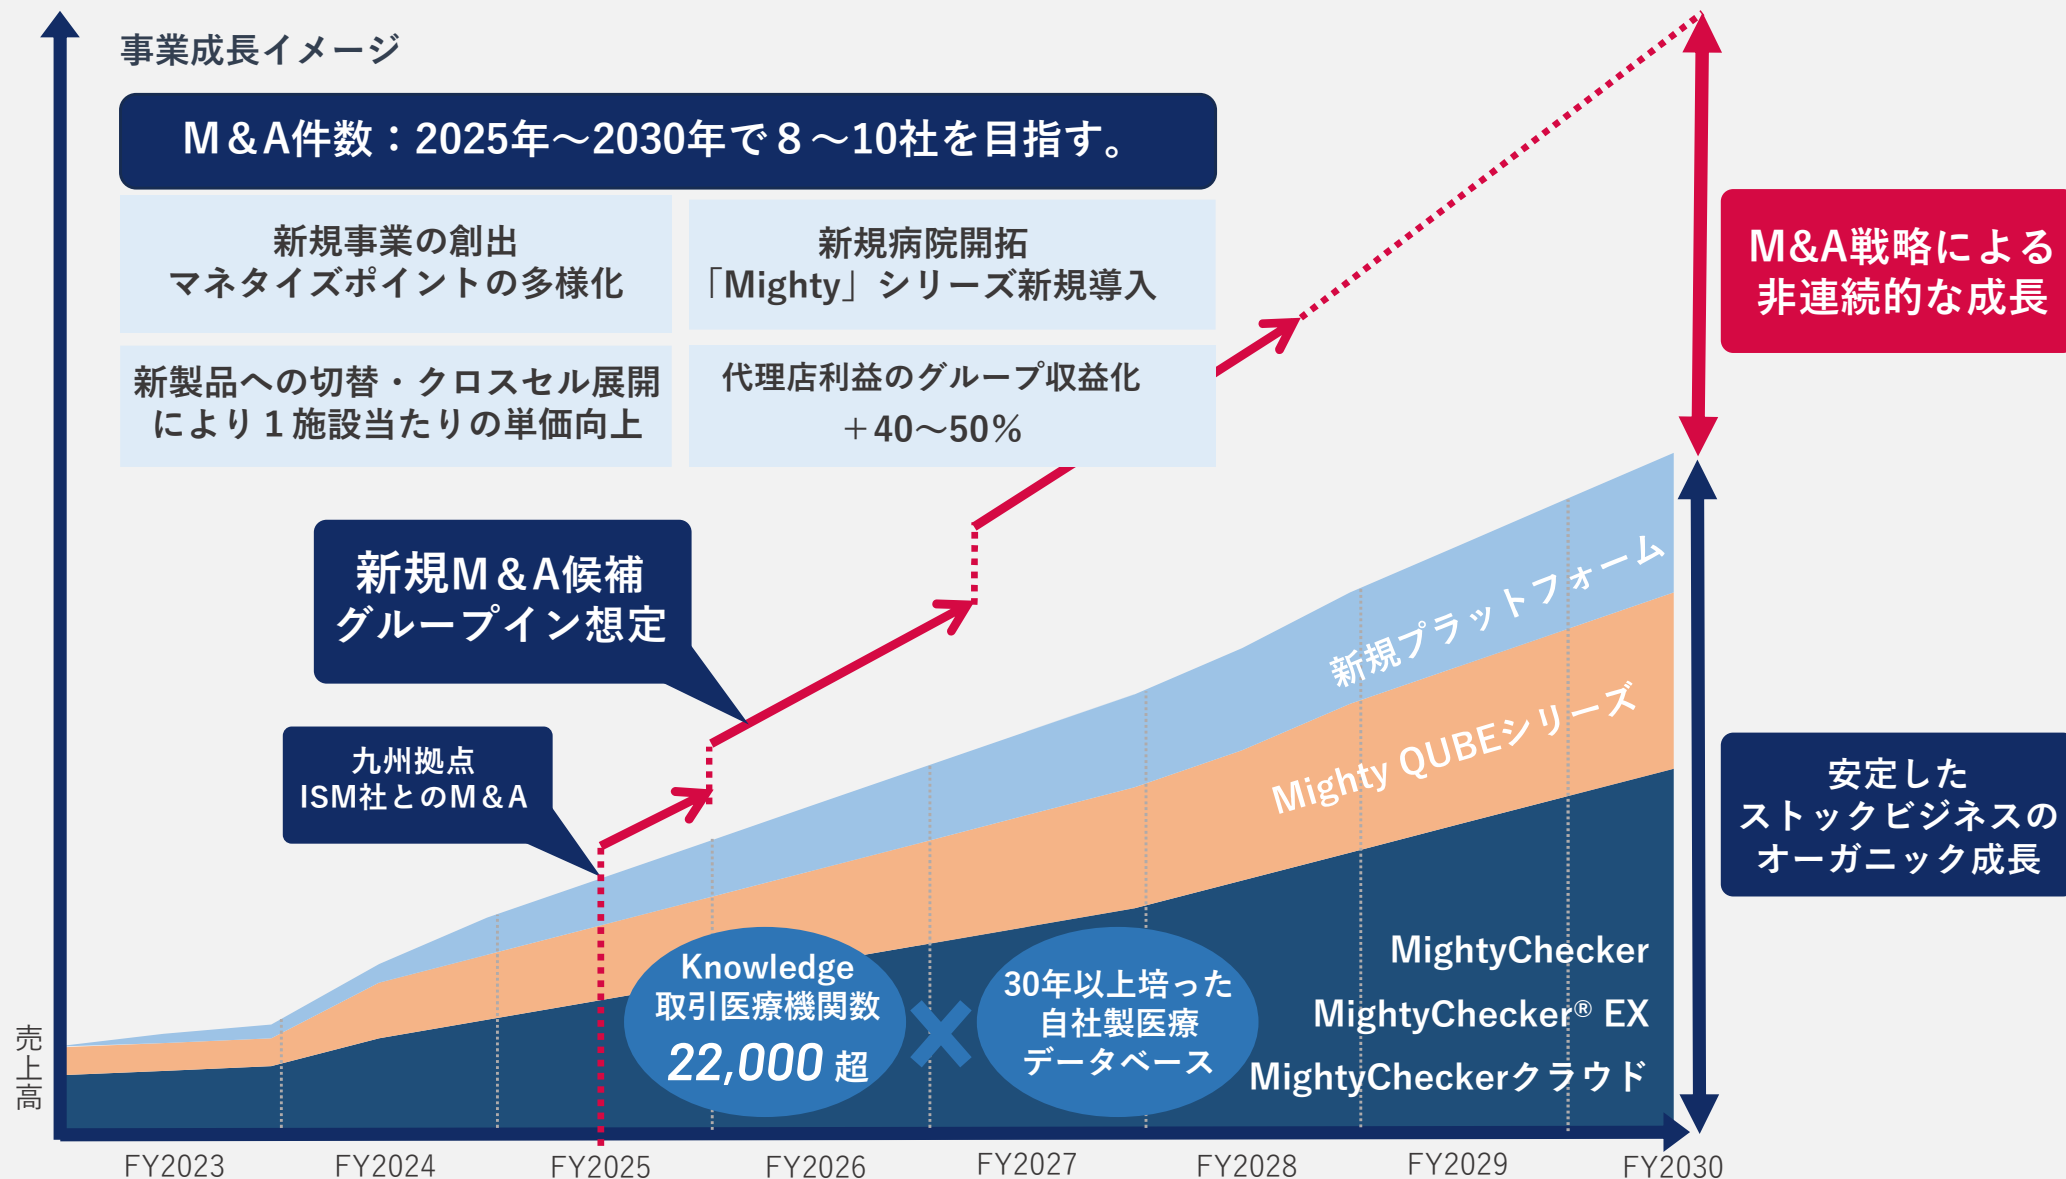 事業成長イメージ
M＆A件数：2025年～2030年で８～10社を目指す。
新規事業の創出
マネタイズポイントの多様化
新規病院開拓
「Mighty」シリーズ新規導入
新製品への切替・クロスセル展開
により１施設当たりの単価向上
代理店利益のグループ収益化
＋40～50％
M&A戦略による
非連続的な成長
新規M＆A候補
グループイン想定
九州拠点
ISM社とのM＆A
新規プラットフォーム
Mighty QUBEシリーズ
安定した
ストックビジネスの
オーガニック成長
Knowledge
取引医療機関数
22,000 超
30年以上培った
自社製医療
データベース
MightyChecker
MightyChecker® EX
MightyCheckerクラウド
売上高
FY2023
FY2024
FY2025
FY2026
FY2027
FY2028
FY2029
FY2030